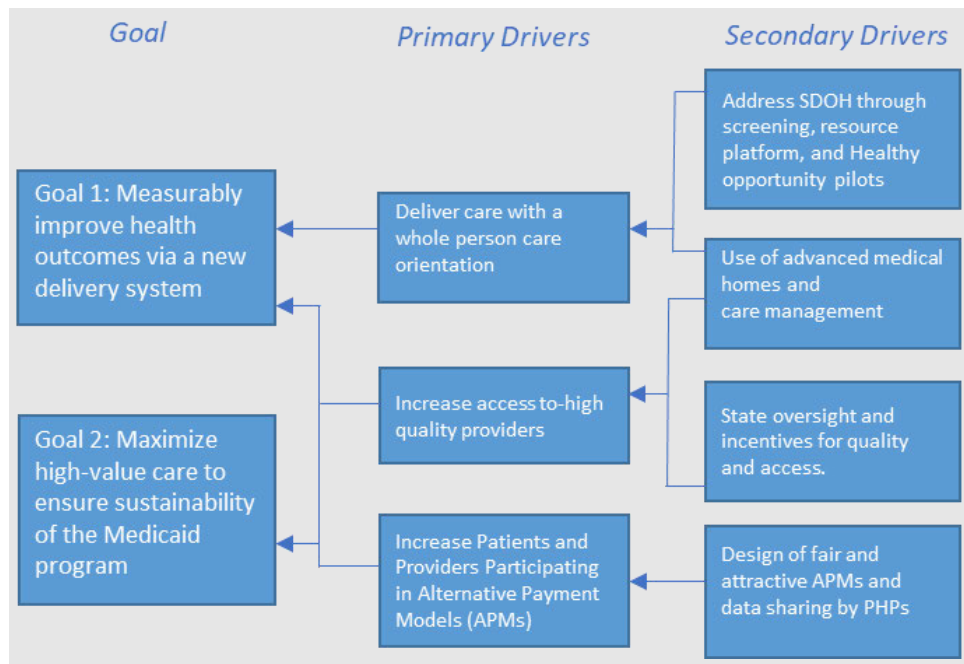 Goal
Primary Drivers
Secondary Drivers
Goal 1: Measurably
improve health
outcomes via a new
delivery system
Goal 2: Maximize
high-value care to
ensure sustainability
of the Medicaid
program
Deliver care with a
whole person care
orientation
Increase access to-high
quality providers
Increase Patients and
Providers Participating
in Alternative Payment
Models (APMs)
Address SDOH through
screening, resource
platform, and Healthy
opportunity pilots
Use of advanced medical
homes and
care management
State oversight and
incentives for quality
and access.
Design of fair and
attractive APMs and
data sharing by PHPs